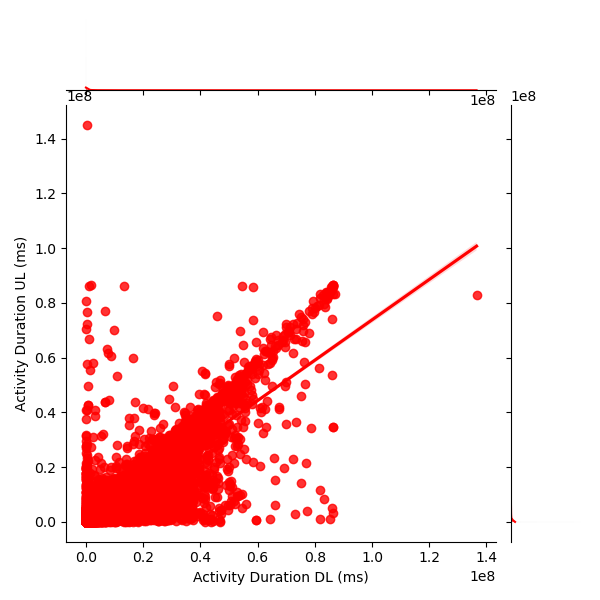 1e8
1e8
1e8
1.4
1.2
1.0
0.8
0.6
0.4
0.2
0.0
Activity Duration UL (ms)
0.0 0.2 0.4 0.6 0.8 1.0 1.2 1.4
Activity Duration DL (ms)
1e8